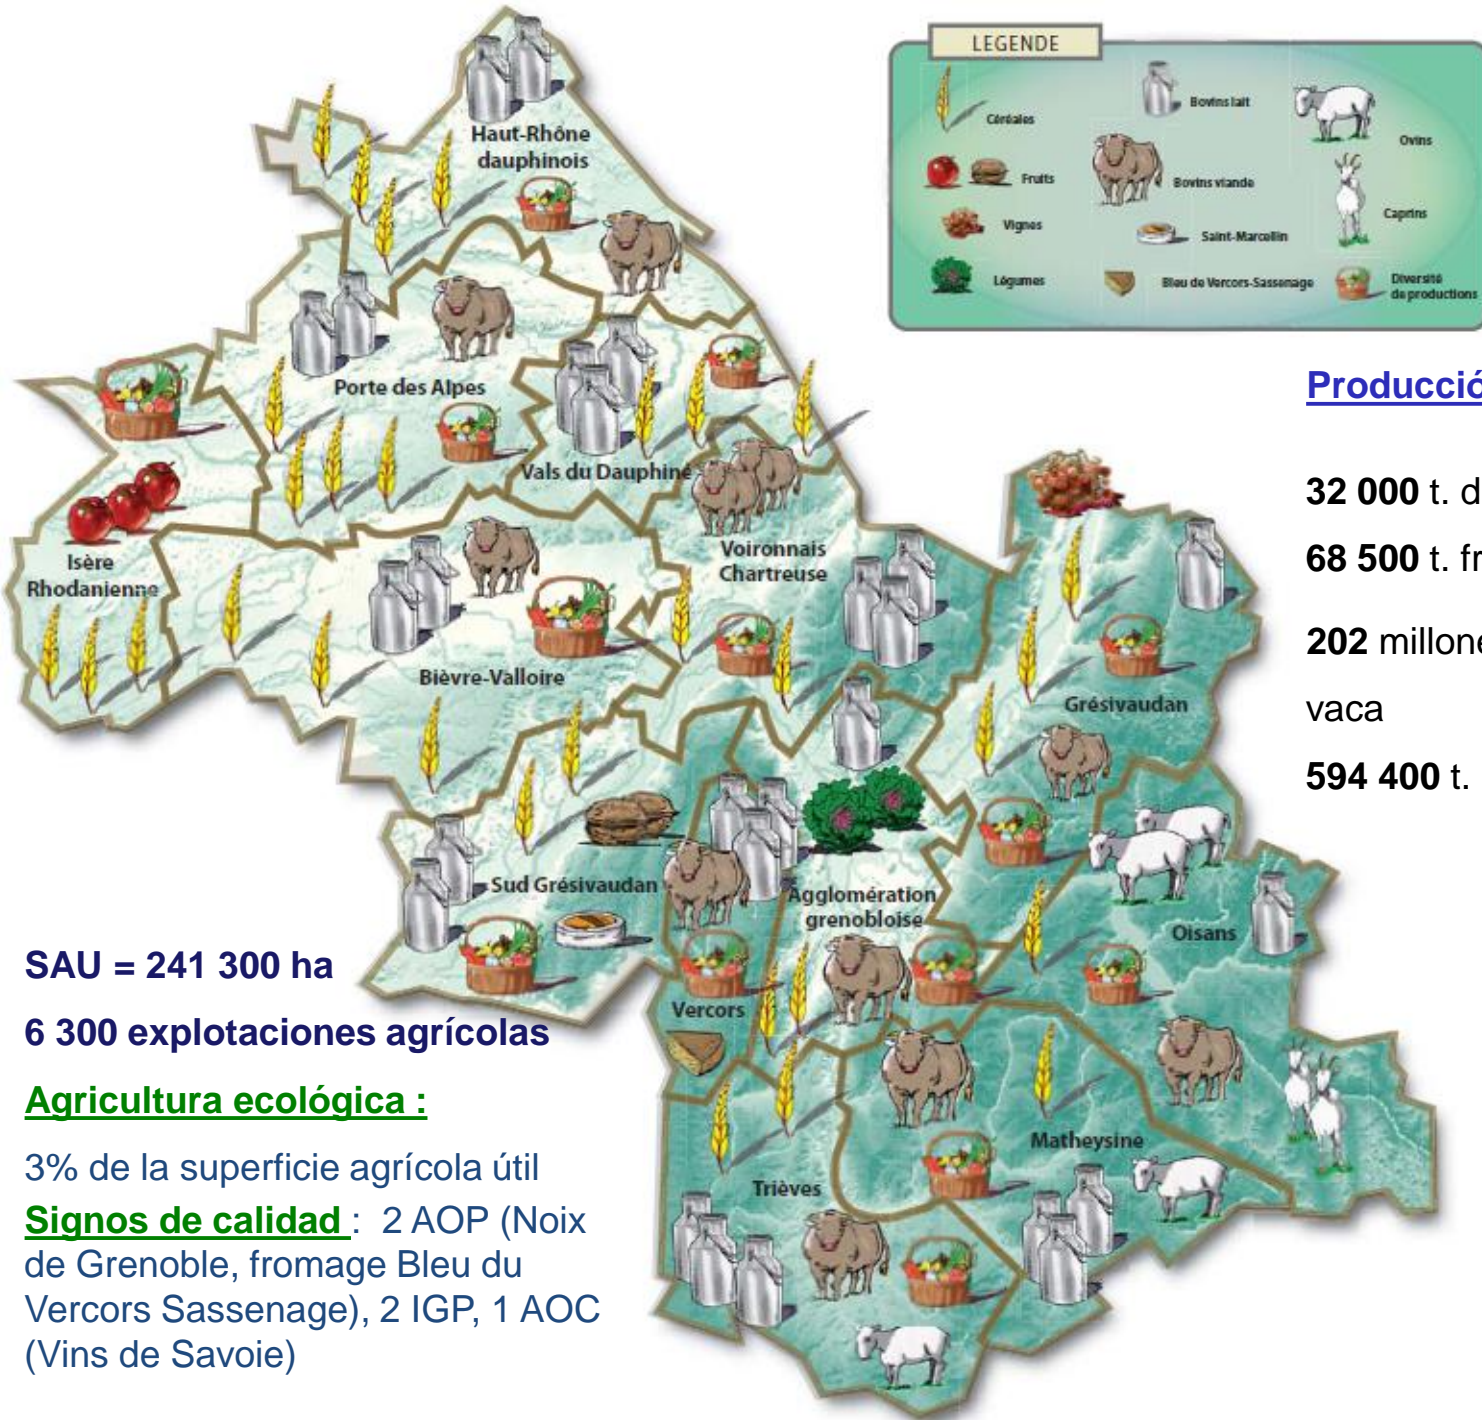 LEGENDE
Céréales
Bovins lait
Ovins
Fruits
Bovins viande
Caprins
Vignes
Saint-Marcellin
Légumes
Bleu de Vercors-Sassenage
Diversité
de productions
Haut-Rhône
dauphinois
Porte des Alpes
Vals du Dauphiné
Isère
Rhodanienne
Voironnais
Chartreuse
Bièvre-Valloire
Grésivaudan
Sud Grésivaudan
Agglomération
grenobloise
Oisans
Vercors
Matheysine
Trièves
Producció
32 000 t. d
68 500 t. fr
202 millone
vaca
594 400 t.
SAU = 241 300 ha
6 300 explotaciones agrícolas
Agricultura ecológica :
3% de la superficie agrícola útil
Signos de calidad : 2 AOP (Noix
de Grenoble, fromage Bleu du
Vercors Sassenage), 2 IGP, 1 AOC
(Vins de Savoie)